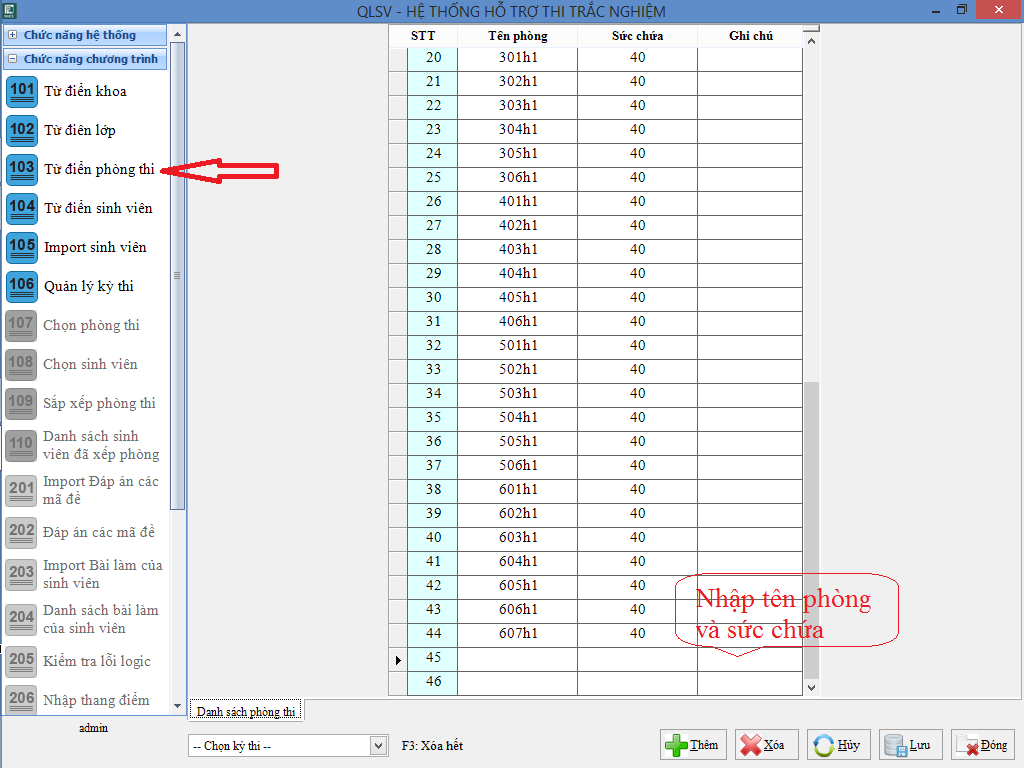 QLSV - HỆ THỐNG HỖ TRỢ THI TRẮC NGHIỆM
Chức năng hệ thống
Chức năng chương trình
101 Từ điển khoa
102 Từ điên lớp
103 Từ điển phòng thi
104 Từ điển sinh viên
105 Import sinh viên
106 Quản lý kỳ thi
107 Chọn phòng thi
108 Chọn sinh viên
109 Sắp xếp phòng thi
110 Danh sách sinh
viên đã xếp phòng
201 Import Đáp án các
mã đề
202 Đáp án các mã đề
203 Import Bài làm của
sinh viên
204 Danh sách bài làm
của sinh viên
205 Kiểm tra lỗi logic
206 Nhập thang điểm
admin
STT Tên phòng Sức chứa Ghi chú
20 301h1 40
21 302h1 40
22 303h1 40
23 304h1 40
24 305h1 40
25 306h1 40
26 401h1 40
27 402h1 40
28 403h1 40
29 404h1 40
30 405h1 40
31 406h1 40
32 501h1 40
33 502h1 40
34 503h1 40
35 504h1 40
36 505h1 40
37 506h1 40
38 601h1 40
39 602h1 40
40 603h1 40
41 604h1 40
42 605h1 40
43 606h1 40
44 607h1 40
45
46
Nhập tên phòng
và sức chứa
Danh sách phòng thi
-- Chọn kỳ thi -- F3: Xóa hết Thêm Xóa Hủy Lưu Đóng